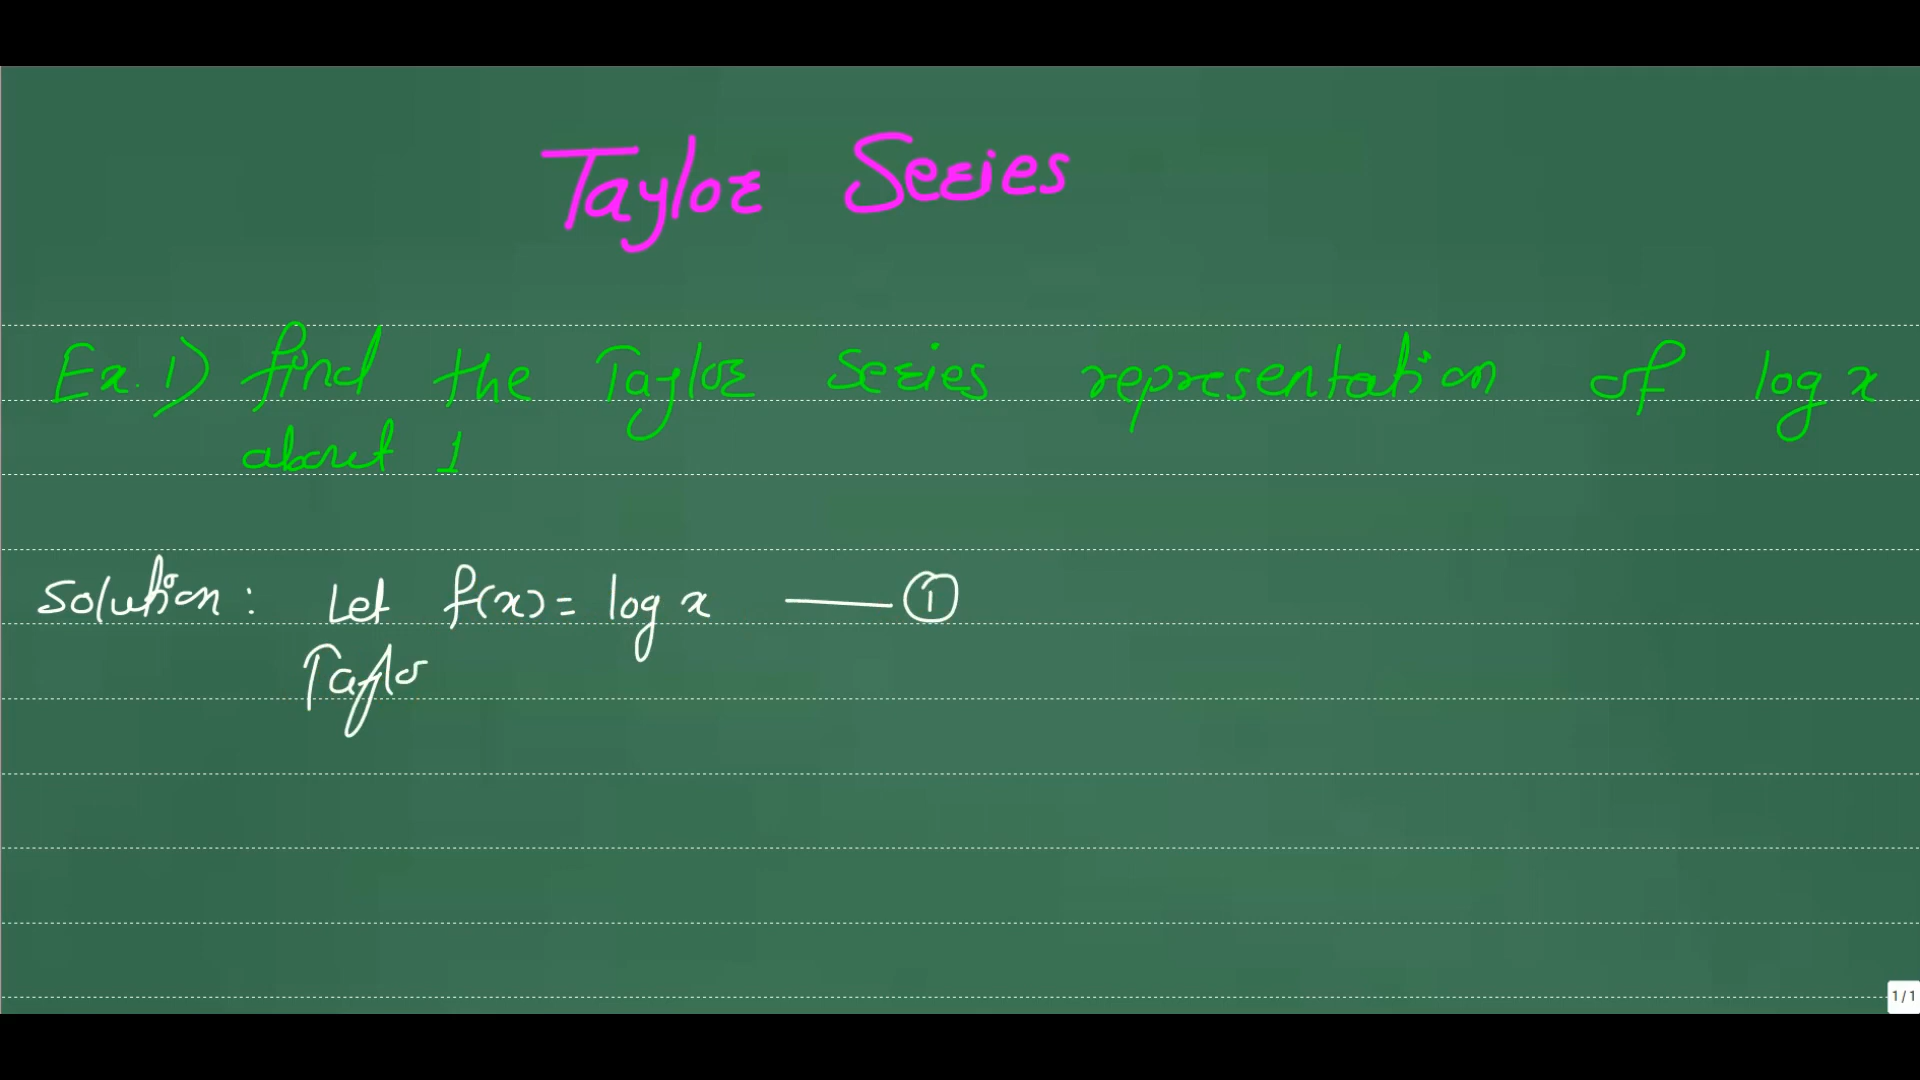 Taylor Series
Ex.1) find the Taylor Series representation of log x
about 1
Solution: Let f(x) = log x —— ①
Taylo
1/1